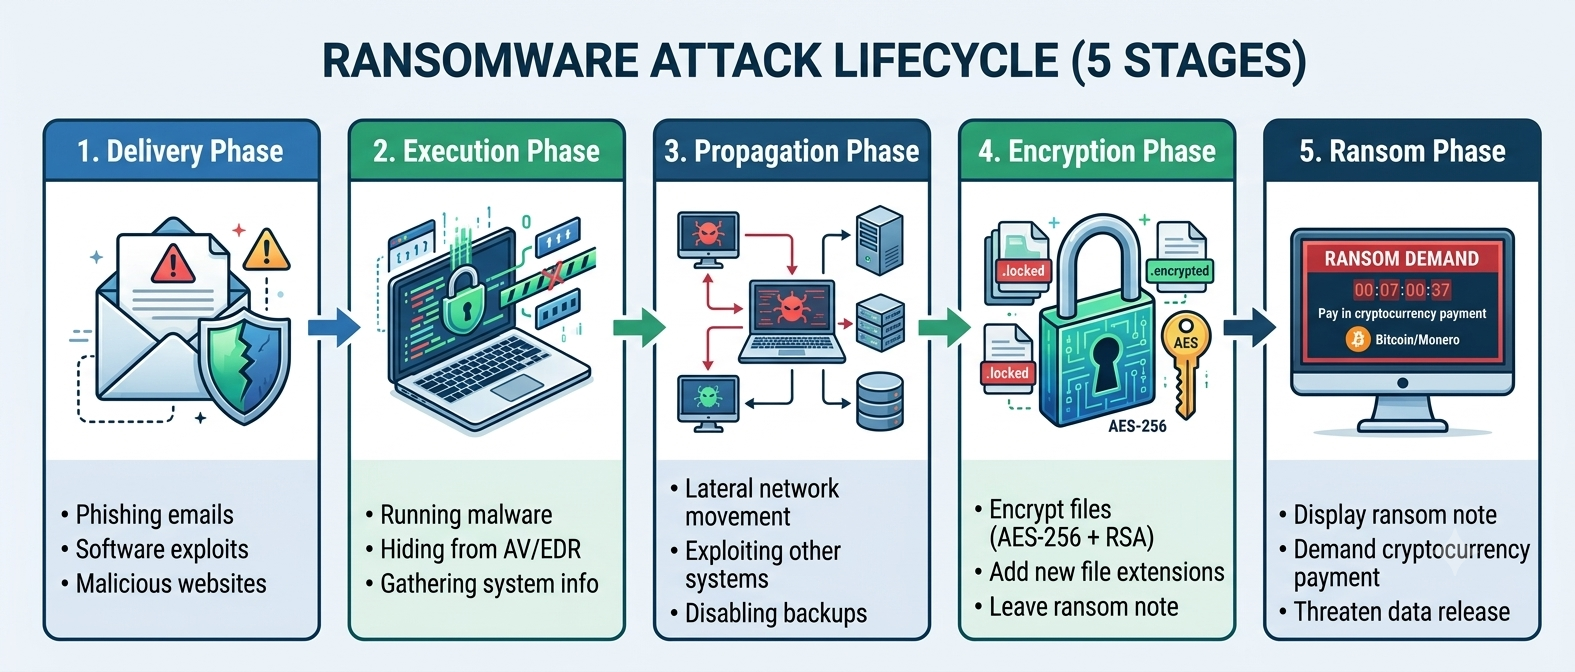 RANSOMWARE ATTACK LIFECYCLE (5 STAGES)
1. Delivery Phase
• Phishing emails
• Software exploits
• Malicious websites
2. Execution Phase
0
• Running malware
• Hiding from AV/EDR
• Gathering system info
3. Propagation Phase
• Lateral network
movement
• Exploiting other
systems
• Disabling backups
4. Encryption Phase
.locked
.encrypted
.locked
AES
AES-256
• Encrypt files
(AES-256 + RSA)
• Add new file extensions
• Leave ransom note
5. Ransom Phase
RANSOM DEMAND
00:07:00:37
Pay in cryptocurrency payment
Bitcoin/Monero
• Display ransom note
• Demand cryptocurrency
payment
• Threaten data release